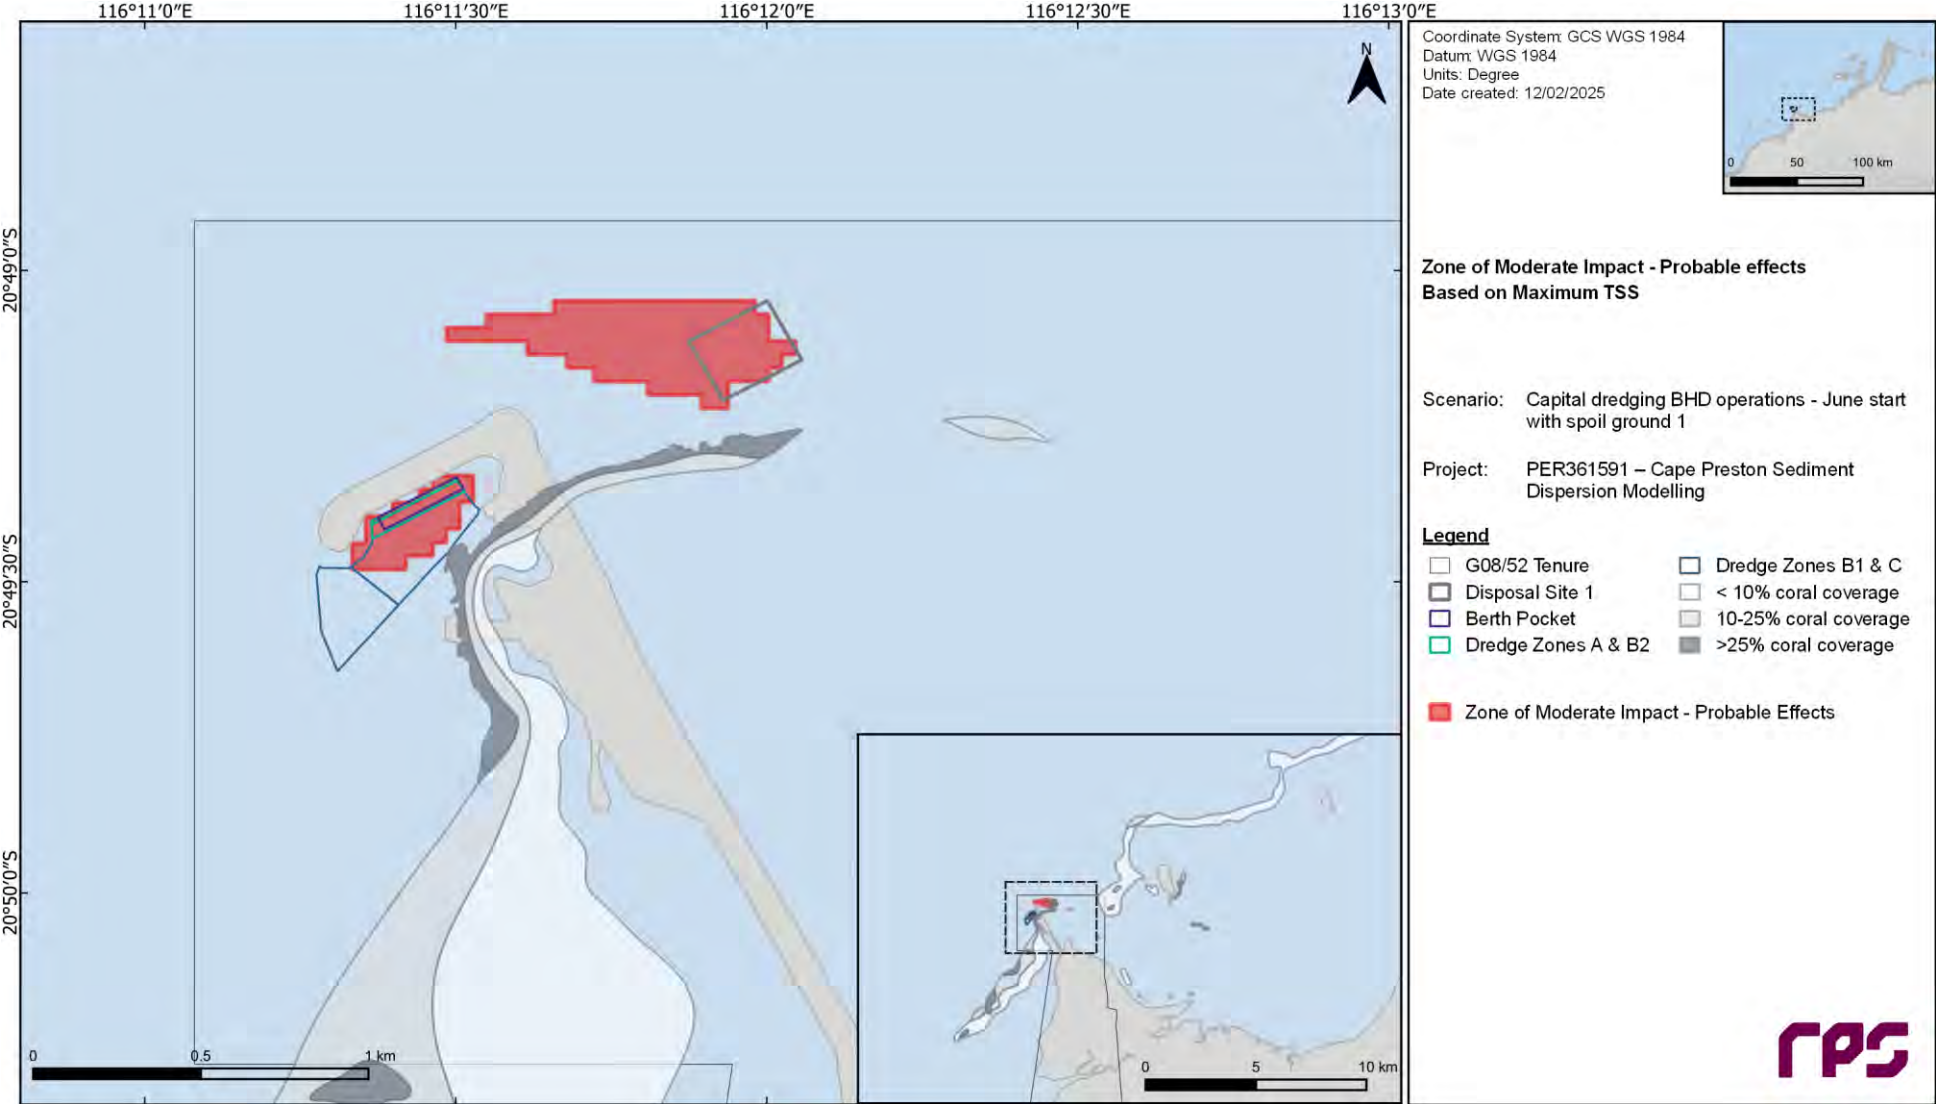 116°11′0″E
116°11′30″E
116°12′0″E
116°12′30″E
116°13′0″E
20°49′0″S
20°49′30″S
20°50′0″S
N
0 0.5 1 km
0 5 10 km
Coordinate System: GCS WGS 1984
Datum: WGS 1984
Units: Degree
Date created: 12/02/2025
0 50 100 km
Zone of Moderate Impact - Probable effects
Based on Maximum TSS
Scenario: Capital dredging BHD operations - June start
with spoil ground 1
Project: PER361591 – Cape Preston Sediment
Dispersion Modelling
Legend
G08/52 Tenure
Disposal Site 1
Berth Pocket
Dredge Zones A & B2
Dredge Zones B1 & C
< 10% coral coverage
10-25% coral coverage
>25% coral coverage
Zone of Moderate Impact - Probable Effects
rps